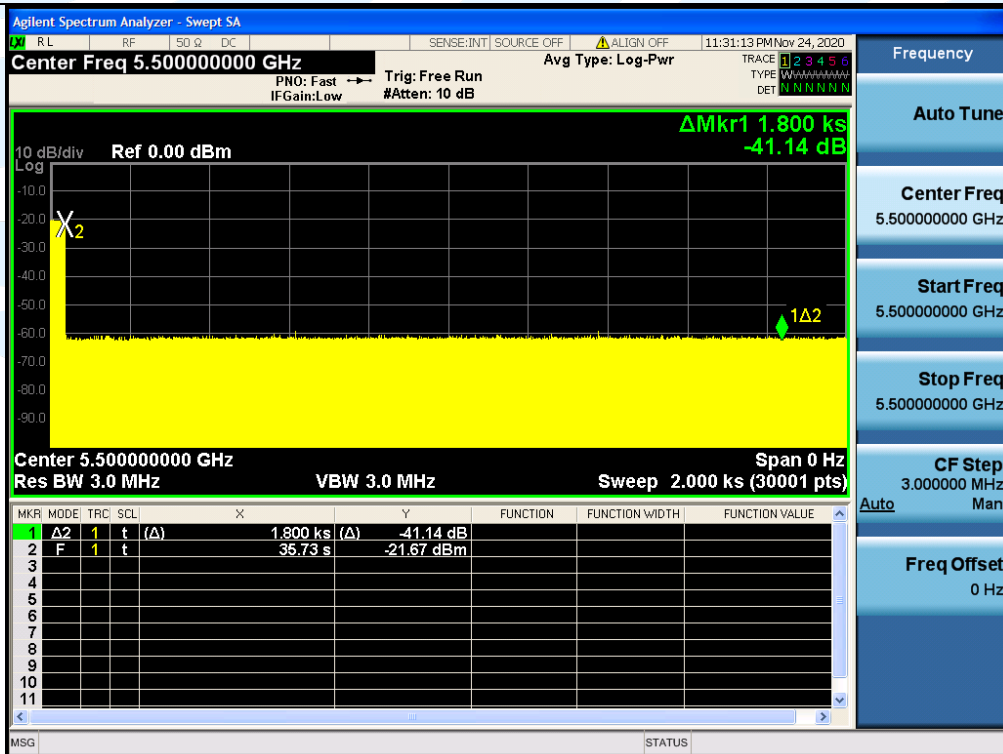 Agilent Spectrum Analyzer - Swept SA
LXI RL RF 50 Ω DC SENSE:INT SOURCE OFF ALIGN OFF 11:31:13 PM Nov 24, 2020
Center Freq 5.500000000 GHz
Avg Type: Log-Pwr
TRACE 1 2 3 4 5 6
PNO: Fast
Trig: Free Run
TYPE WWWWWW
IFGain:Low
#Atten: 10 dB
DET N N N N N N
Frequency
Auto Tune
Center Freq
5.500000000 GHz
Start Freq
5.500000000 GHz
Stop Freq
5.500000000 GHz
CF Step
3.000000 MHz
Auto Man
Freq Offset
0 Hz
ΔMkr1 1.800 ks
-41.14 dB
10 dB/div Ref 0.00 dBm
Log
-10.0
-20.0
-30.0
-40.0
-50.0
-60.0
-70.0
-80.0
-90.0
2
1Δ2
Center 5.500000000 GHz Span 0 Hz
Res BW 3.0 MHz VBW 3.0 MHz Sweep 2.000 ks (30001 pts)
MKR MODE TRC SCL X Y FUNCTION FUNCTION WIDTH FUNCTION VALUE
1 Δ2 1 t (Δ) 1.800 ks (Δ) -41.14 dB
2 F 1 t 35.73 s -21.67 dBm
3
4
5
6
7
8
9
10
11
MSG STATUS